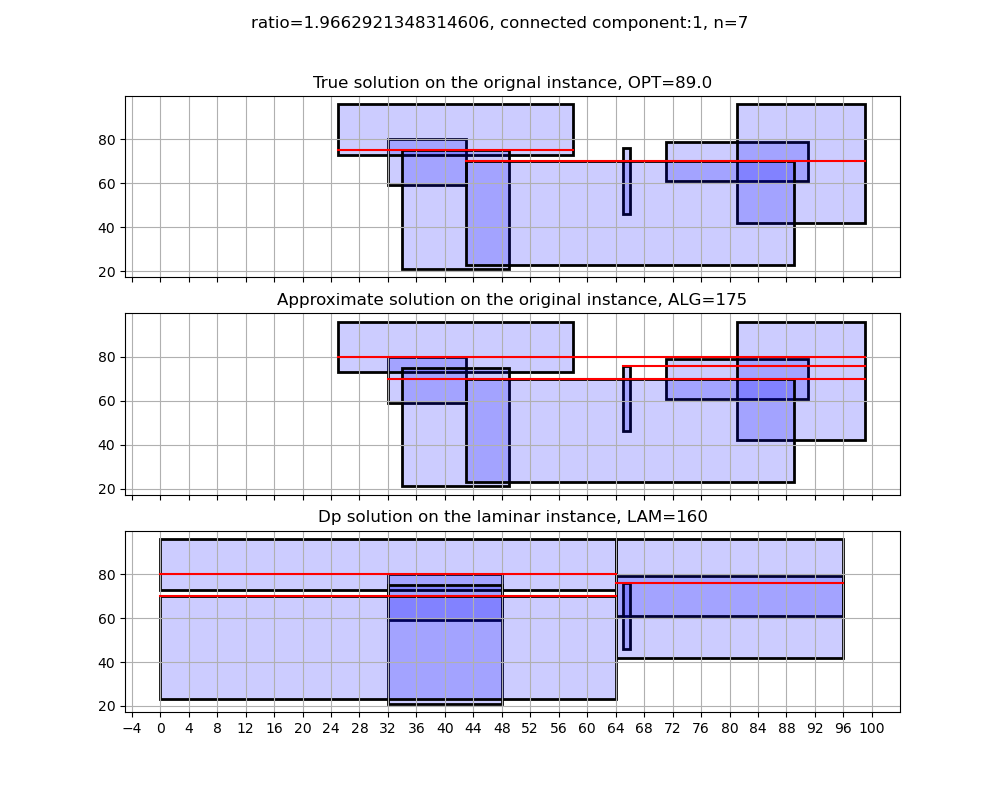 ratio=1.9662921348314606, connected component:1, n=7
True solution on the orignal instance, OPT=89.0
80
60
40
20
Approximate solution on the original instance, ALG=175
80
60
40
20
Dp solution on the laminar instance, LAM=160
80
60
40
20
−4 0 4 8 12 16 20 24 28 32 36 40 44 48 52 56 60 64 68 72 76 80 84 88 92 96 100